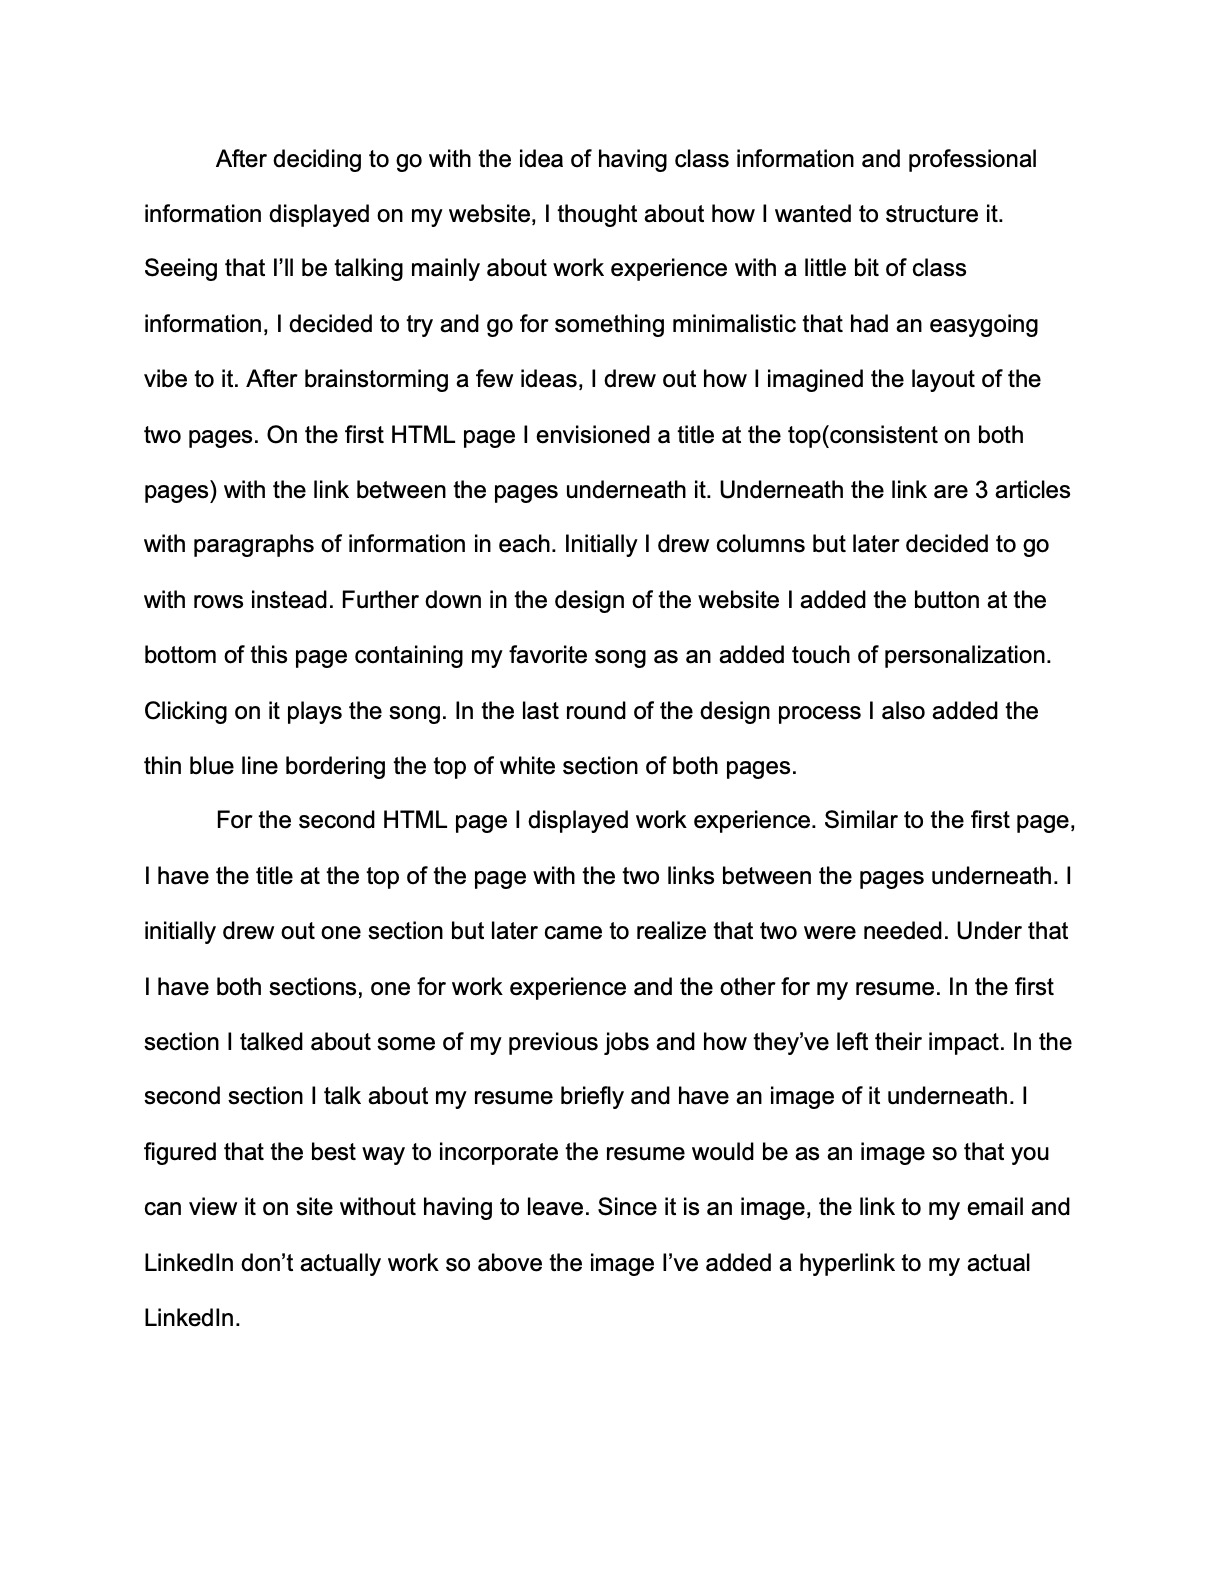 After deciding to go with the idea of having class information and professional
information displayed on my website, I thought about how I wanted to structure it.
Seeing that I’ll be talking mainly about work experience with a little bit of class
information, I decided to try and go for something minimalistic that had an easygoing
vibe to it. After brainstorming a few ideas, I drew out how I imagined the layout of the
two pages. On the first HTML page I envisioned a title at the top(consistent on both
pages) with the link between the pages underneath it. Underneath the link are 3 articles
with paragraphs of information in each. Initially I drew columns but later decided to go
with rows instead. Further down in the design of the website I added the button at the
bottom of this page containing my favorite song as an added touch of personalization.
Clicking on it plays the song. In the last round of the design process I also added the
thin blue line bordering the top of white section of both pages.
For the second HTML page I displayed work experience. Similar to the first page,
I have the title at the top of the page with the two links between the pages underneath. I
initially drew out one section but later came to realize that two were needed. Under that
I have both sections, one for work experience and the other for my resume. In the first
section I talked about some of my previous jobs and how they’ve left their impact. In the
second section I talk about my resume briefly and have an image of it underneath. I
figured that the best way to incorporate the resume would be as an image so that you
can view it on site without having to leave. Since it is an image, the link to my email and
LinkedIn don’t actually work so above the image I’ve added a hyperlink to my actual
LinkedIn.